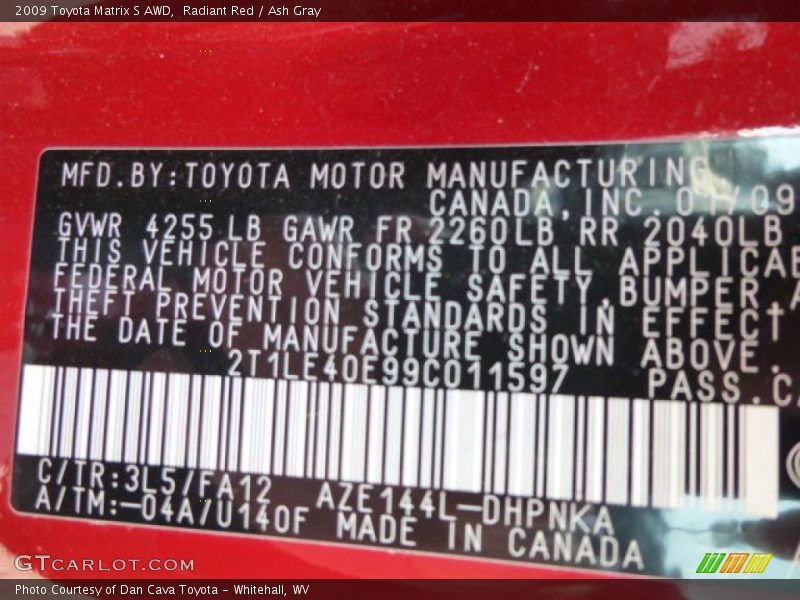 2009 Toyota Matrix S AWD,  Radiant Red / Ash Gray
MFD.BY:TOYOTA MOTOR MANUFACTURING
CANADA,INC.01/09
GVWR 4255 LB GAWR FR 2260LB RR 2040LB
THIS VEHICLE CONFORMS TO ALL
FEDERAL MOTOR VEHICLE SAFETY,BUMPER,
THEFT PREVENTION STANDARDS IN EFFECT
THE DATE OF MANUFACTURE SHOWN ABOVE.
2T1LE40E99C011597 PASS.
C/TR:3L5/FA12 AZE144L-DHPNKA
A/TM:-04A/U140F MADE IN CANADA
GTCARLOT.COM
Photo Courtesy of Dan Cava Toyota - Whitehall, WV